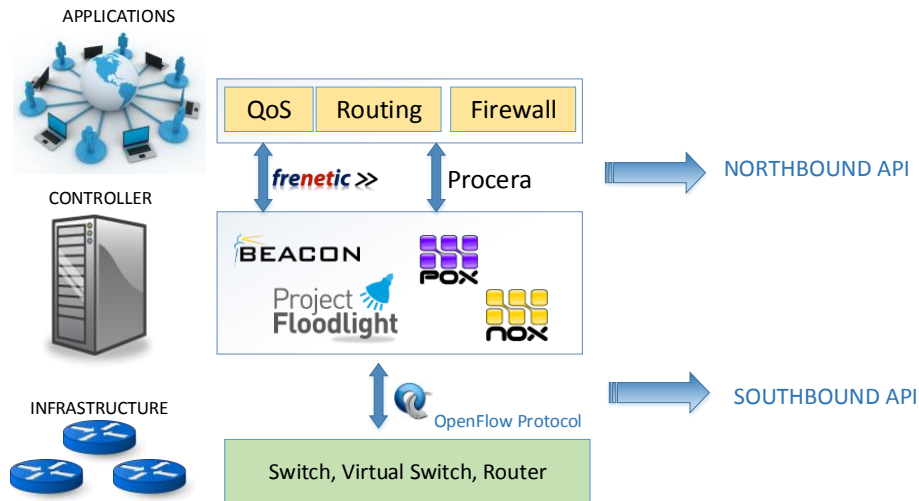 APPLICATIONS
QoS
Routing
Firewall
frenetic >>
Procera
NORTHBOUND API
CONTROLLER
BEACON
POX
Project
Floodlight
nox
INFRASTRUCTURE
OpenFlow Protocol
SOUTHBOUND API
Switch, Virtual Switch, Router